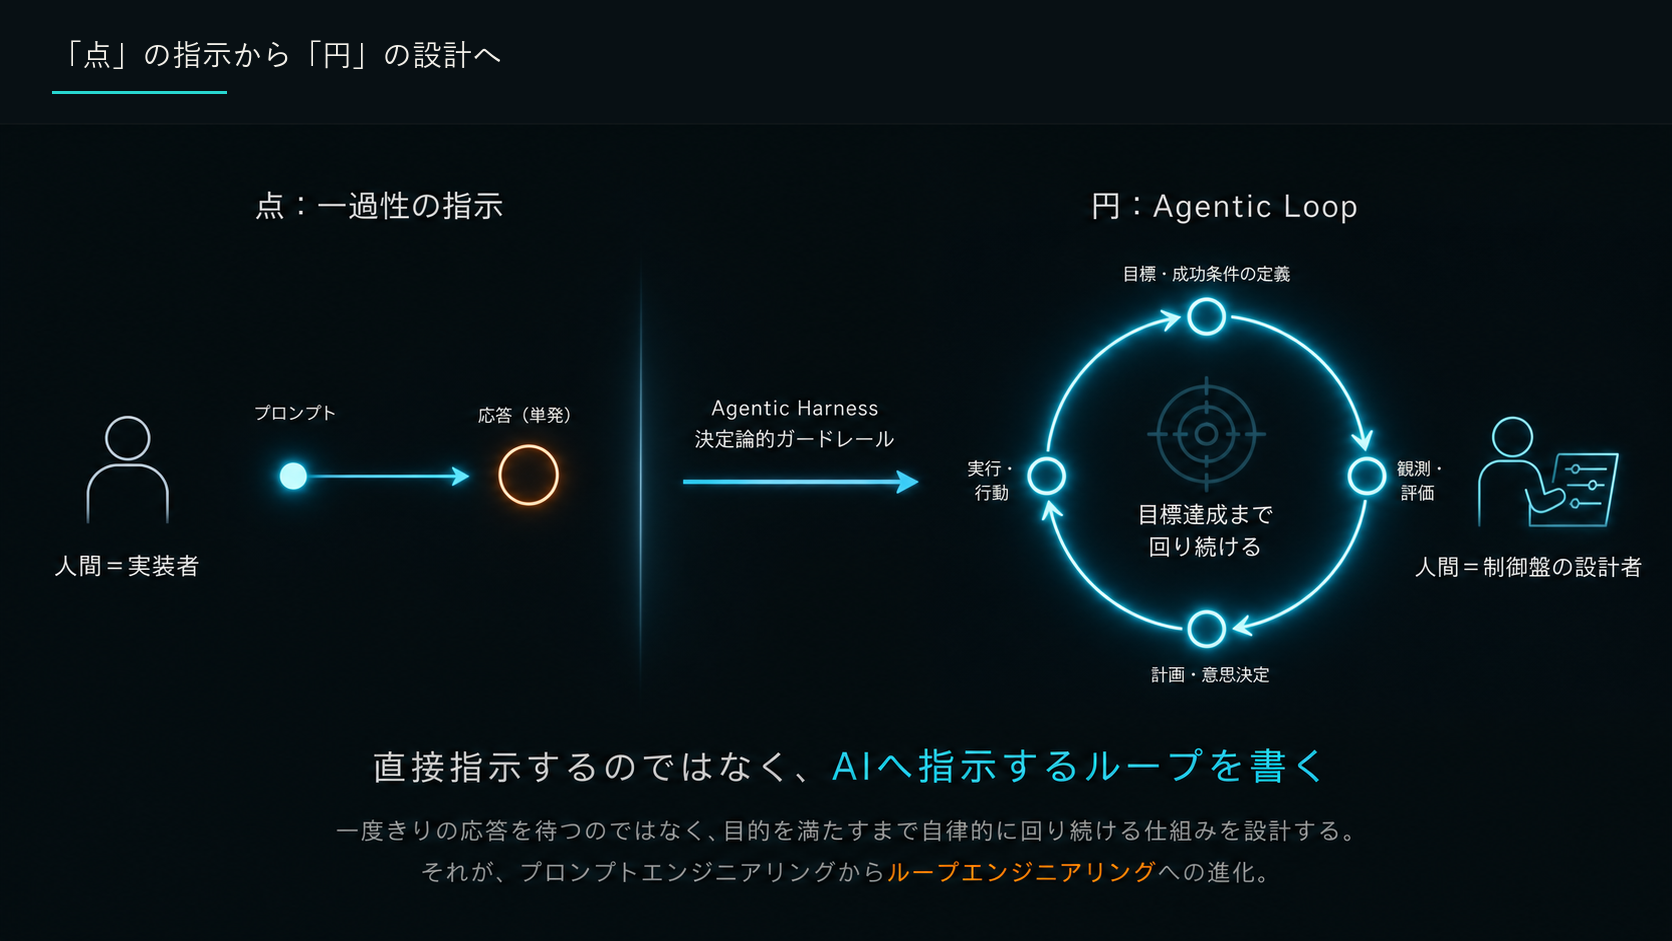 「点」の指示から「円」の設計へ
点：一過性の指示
プロンプト
応答（単発）
人間＝実装者
Agentic Harness
決定論的ガードレール
円：Agentic Loop
目標・成功条件の定義
実行・
行動
観測・
評価
目標達成まで
回り続ける
計画・意思決定
人間＝制御盤の設計者
直接指示するのではなく、AIへ指示するループを書く
一度きりの応答を待つのではなく、目的を満たすまで自律的に回り続ける仕組みを設計する。
それが、プロンプトエンジニアリングからループエンジニアリングへの進化。